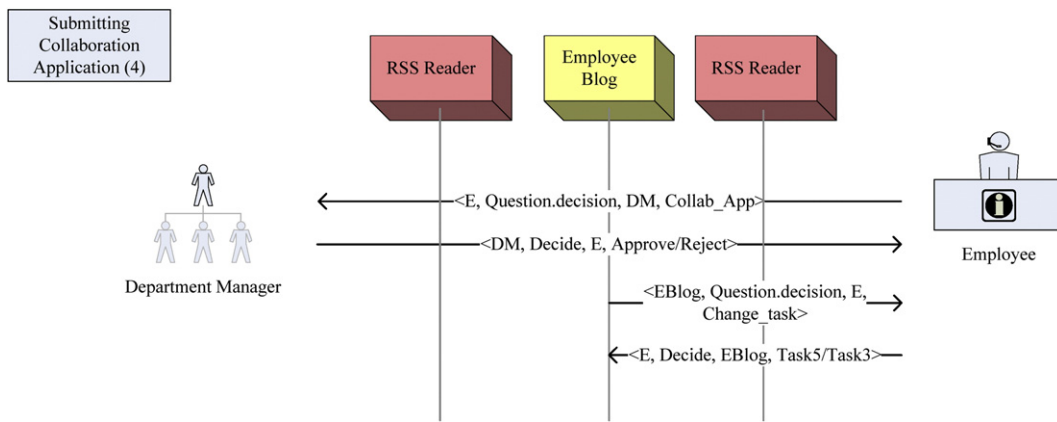 Submitting
Collaboration
Application (4)
RSS Reader
Employee
Blog
RSS Reader
<E, Question.decision, DM, Collab_App>
<DM, Decide, E, Approve/Reject>
Employee
Department Manager
<EBlog, Question.decision, E,
Change_task>
<E, Decide, EBlog, Task5/Task3>